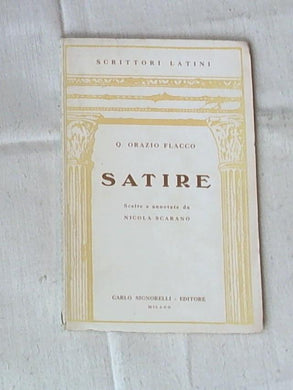 SCRITTORI LATINI
Q. ORAZIO FLACCO
SATIRE
Scelte e annotate da
NICOLA SCARANO
CARLO SIGNORELLI - EDITORE
MILANO